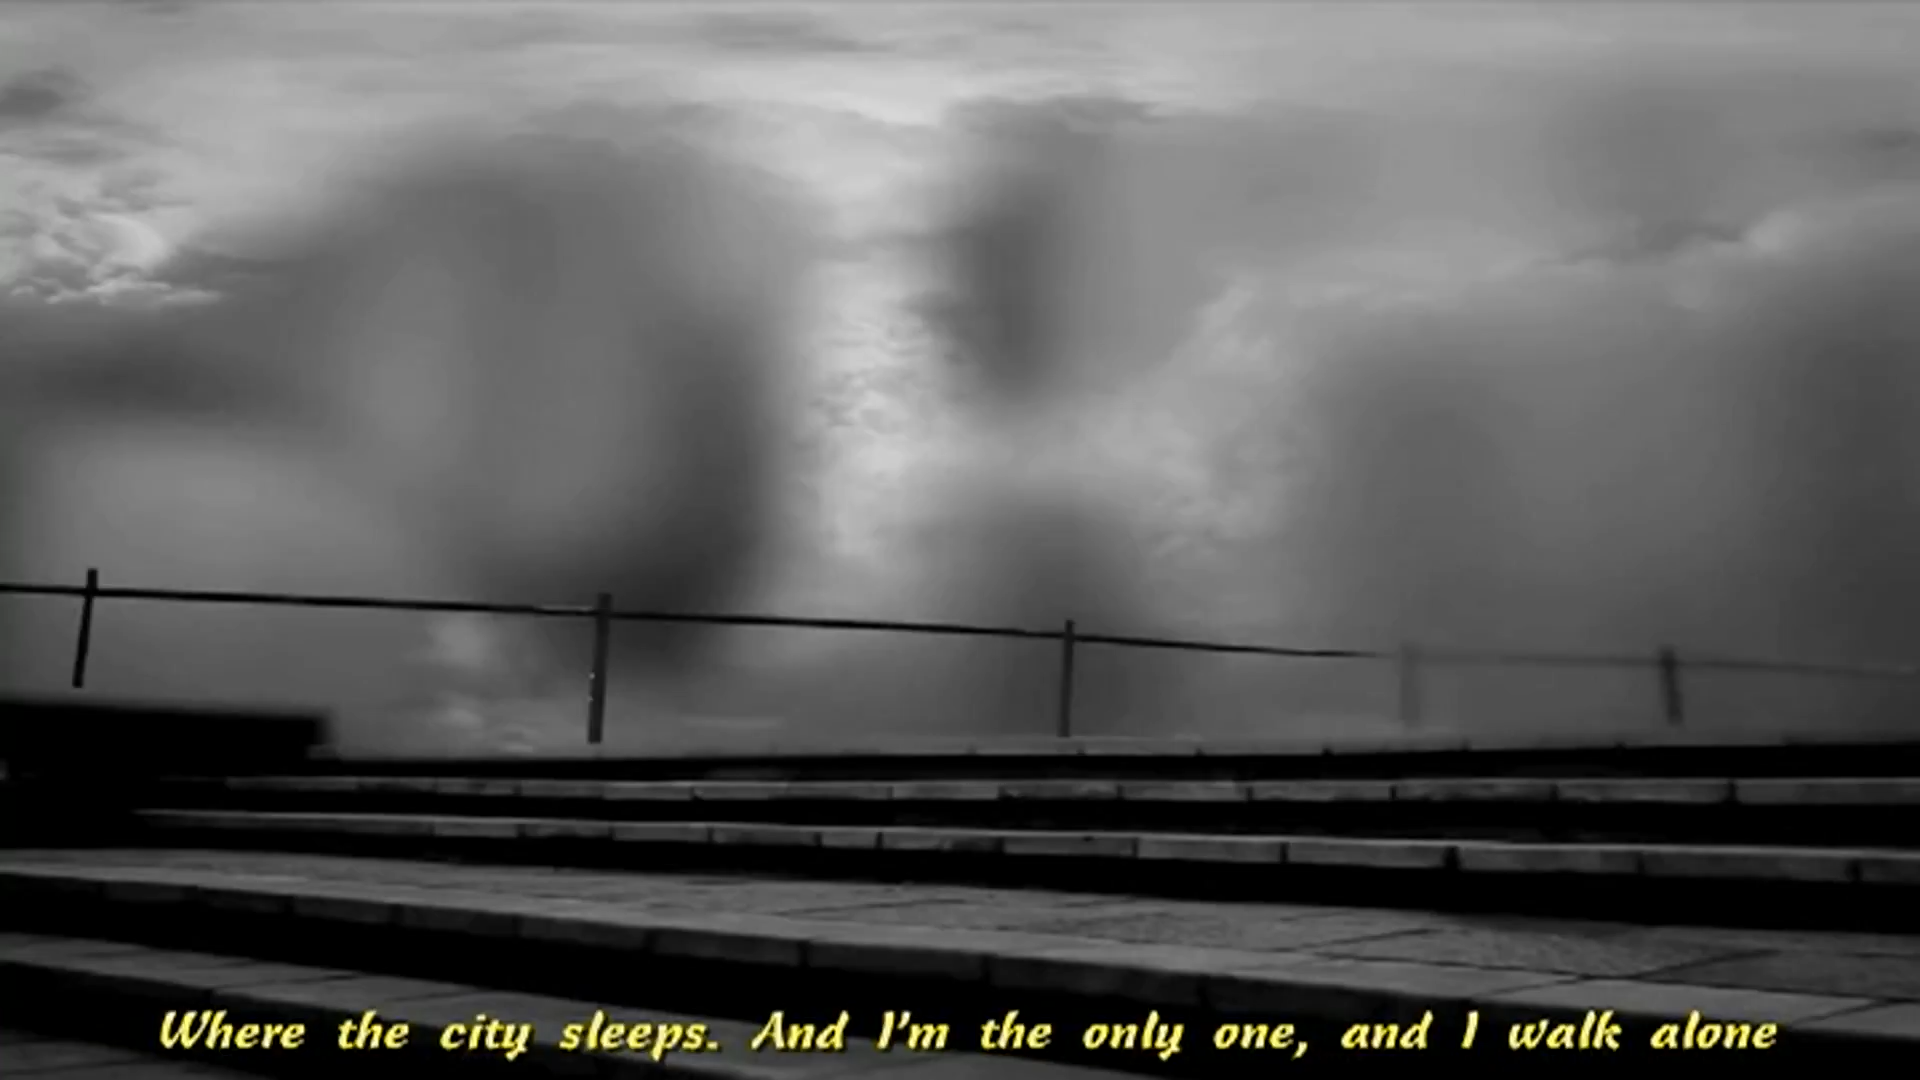 Where the city sleeps. And I'm the only one, and I walk alone